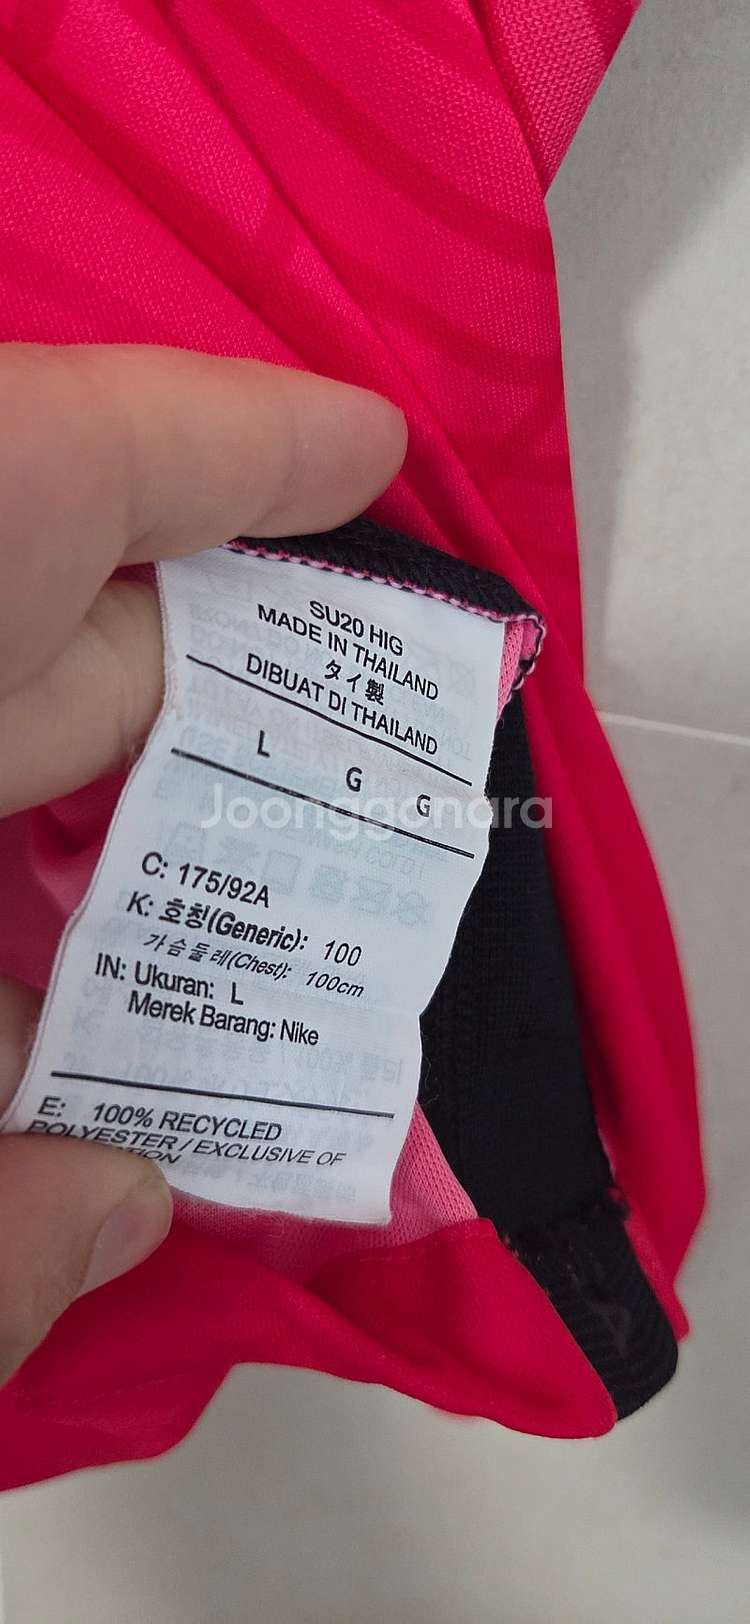 SU20 HIG
MADE IN THAILAND
タイ製
DIBUAT DI THAILAND
L G G
Joonggonara
C: 175/92A
K: 호칭(Generic): 100
가슴둘레(Chest): 100cm
IN: Ukuran: L
Merek Barang: Nike
E: 100% RECYCLED
POLYESTER / EXCLUSIVE OF